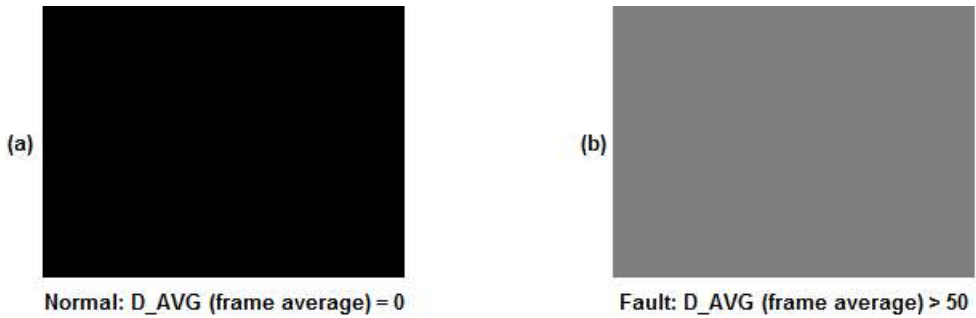 (a)
Normal: D_AVG (frame average) = 0
(b)
Fault: D_AVG (frame average) > 50